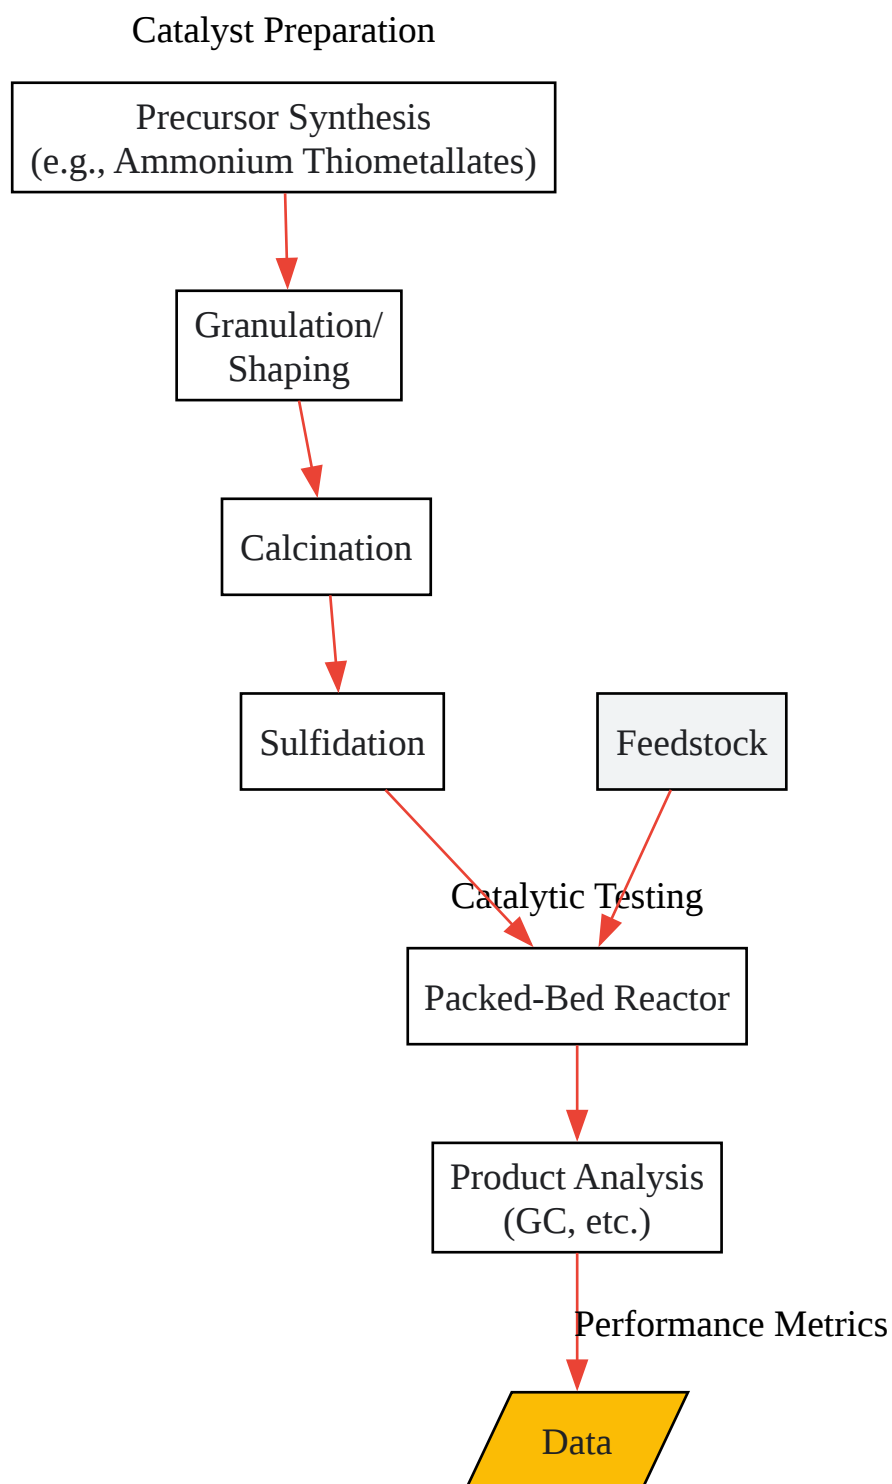 Catalyst Preparation
Precursor Synthesis
(e.g., Ammonium Thiometallates)
Granulation/
Shaping
Calcination
Sulfidation
Feedstock
Catalytic Testing
Packed-Bed Reactor
Product Analysis
(GC, etc.)
Performance Metrics
Data